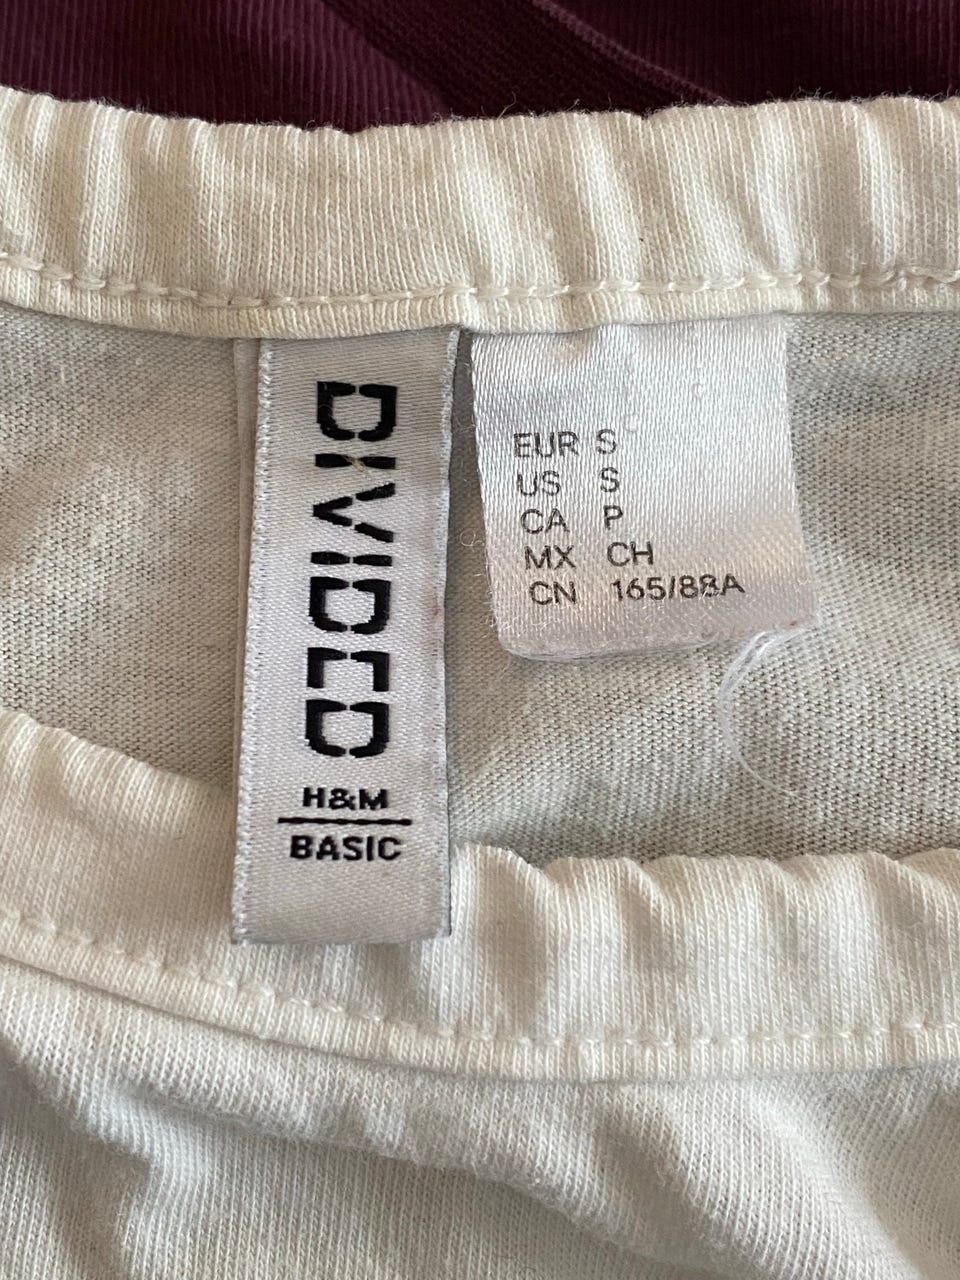 DIVIDED
H&M
BASIC
EUR S
US S
CA P
MX CH
CN 165/88A